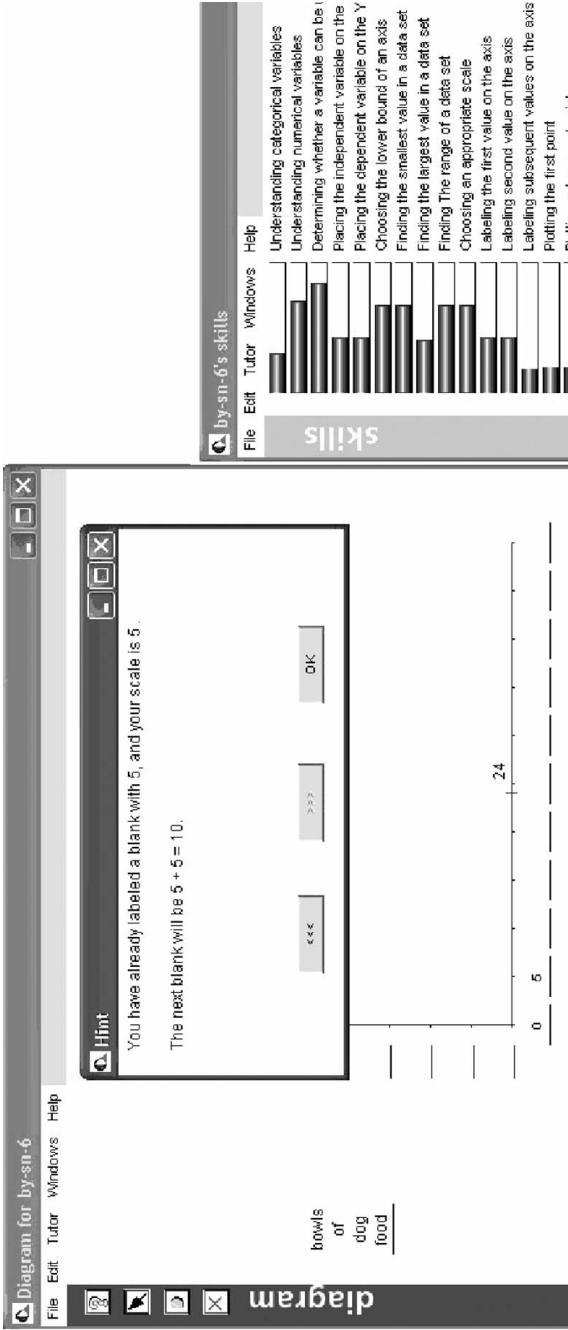 Diagram for by-sn-6
File Edit Tutor Windows Help
diagram
bowls
of
dog
food
Hint
You have already labeled a blank with 5, and your scale is 5.
The next blank will be 5 + 5 = 10.
<<<
>>>
OK
24
0 5
by-sn-6's skills
File Edit Tutor Windows Help
skills
Understanding categorical variables
Understanding numerical variables
Determining whether a variable can be
Placing the independent variable on the
Placing the dependent variable on the Y
Choosing the lower bound of an axis
Finding the smallest value in a data set
Finding the largest value in a data set
Finding The range of a data set
Choosing an appropriate scale
Labeling the first value on the axis
Labeling second value on the axis
Labeling subsequent values on the axis
Plotting the first point